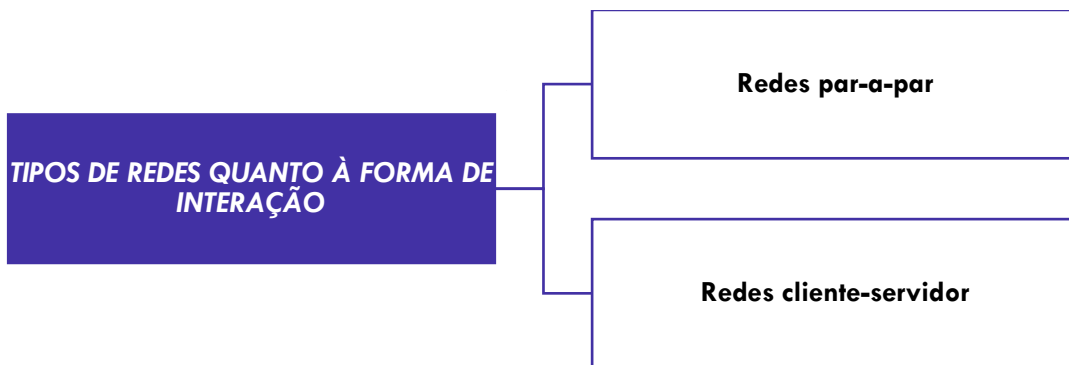 TIPOS DE REDES QUANTO À FORMA DE
INTERAÇÃO
Redes par-a-par
Redes cliente-servidor